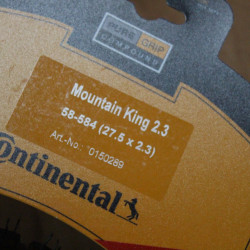 PURE GRIP
COMPOUND
Mountain King 2.3
58-584 (27.5 x 2.3)
Art.-No.: 0150289
Continental